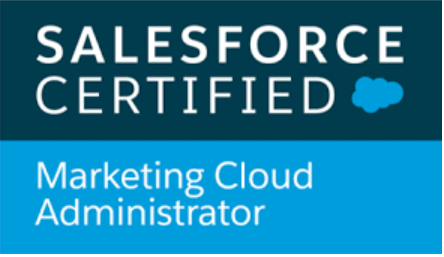 SALESFORCE
CERTIFIED
Marketing Cloud
Administrator